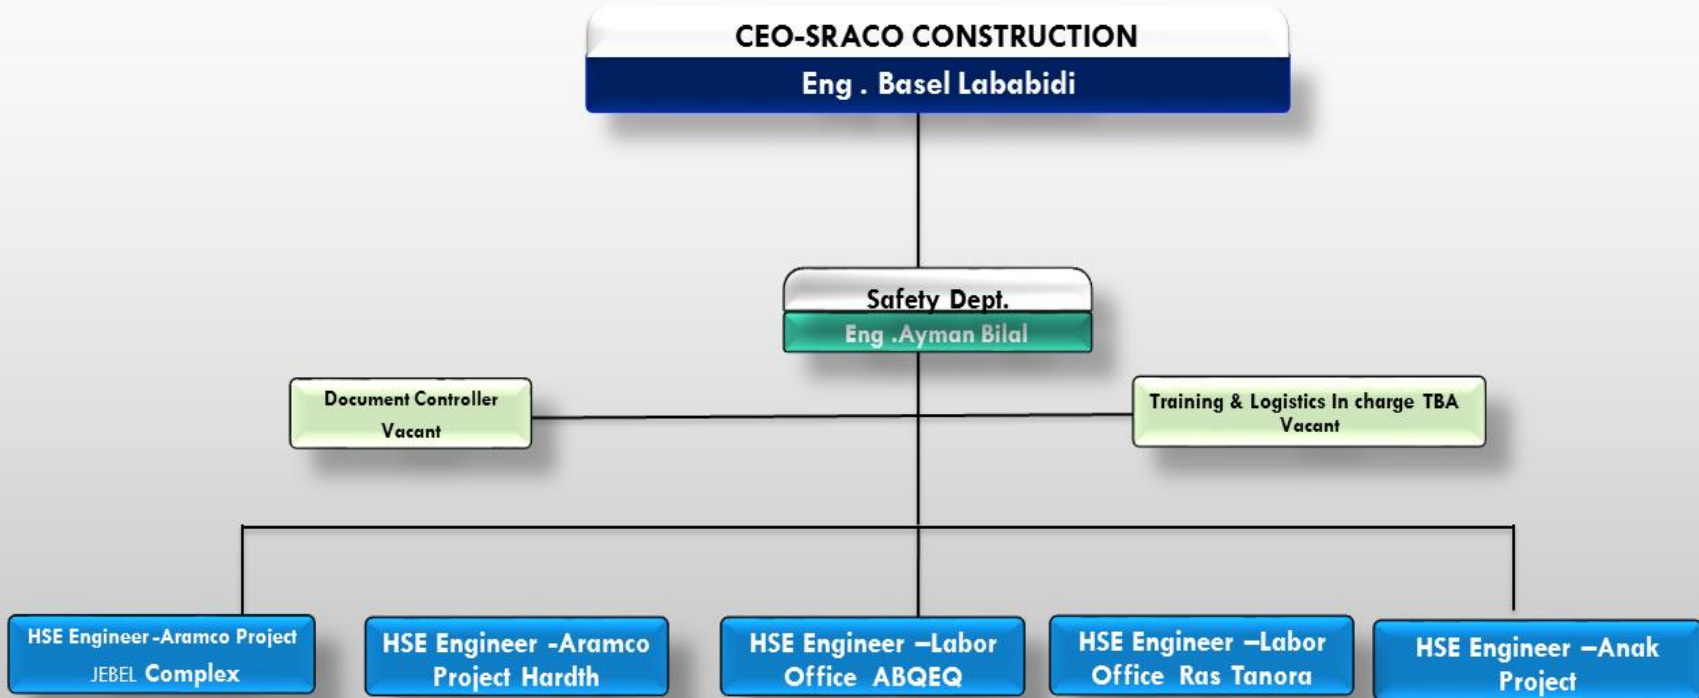 CEO-SRACO CONSTRUCTION
Eng . Basel Lababidi
Safety Dept.
Eng .Ayman Bilal
Document Controller
Vacant
Training & Logistics In charge TBA
Vacant
HSE Engineer -Aramco Project
JEBEL Complex
HSE Engineer -Aramco
Project Hardth
HSE Engineer –Labor
Office ABQEQ
HSE Engineer –Labor
Office Ras Tanora
HSE Engineer –Anak
Project